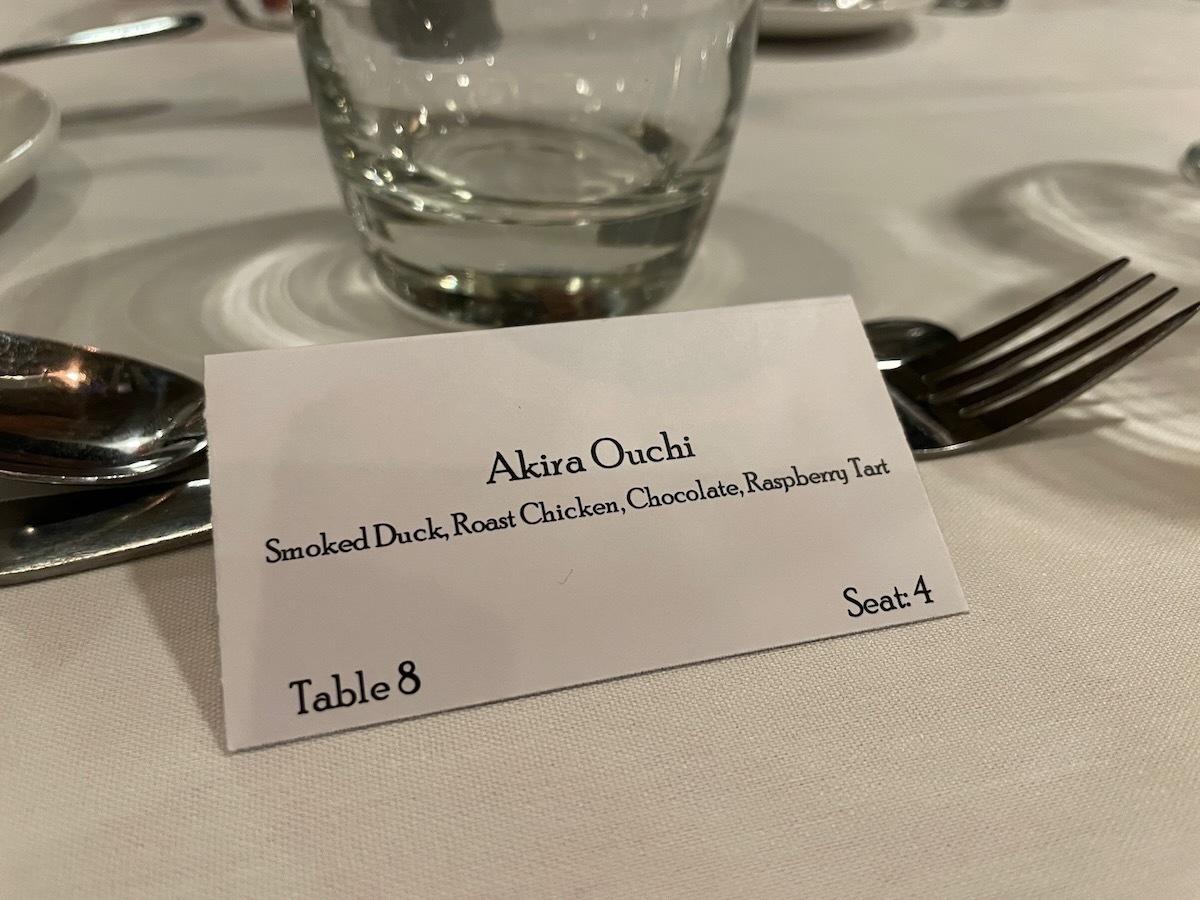 Akira Ouchi
Smoked Duck, Roast Chicken, Chocolate, Raspberry Tart
Seat: 4
Table 8